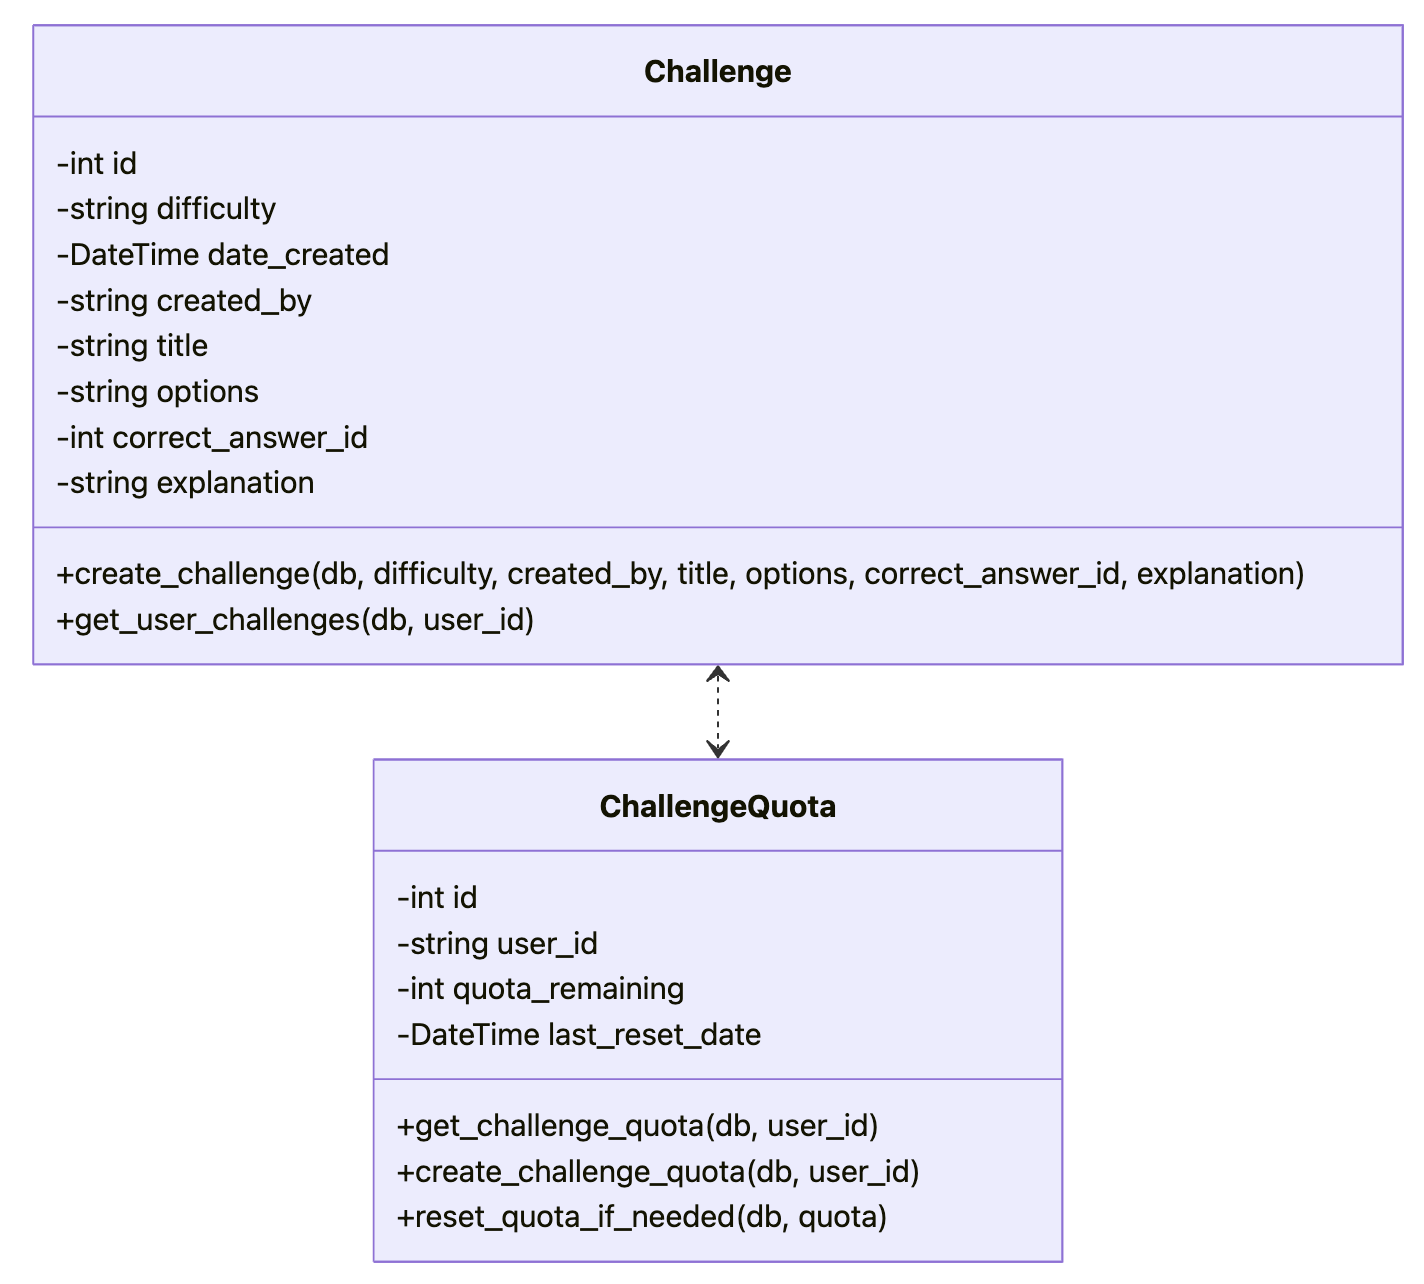 Challenge
-int id
-string difficulty
-DateTime date_created
-string created_by
-string title
-string options
-int correct_answer_id
-string explanation
+create_challenge(db, difficulty, created_by, title, options, correct_answer_id, explanation)
+get_user_challenges(db, user_id)
ChallengeQuota
-int id
-string user_id
-int quota_remaining
-DateTime last_reset_date
+get_challenge_quota(db, user_id)
+create_challenge_quota(db, user_id)
+reset_quota_if_needed(db, quota)